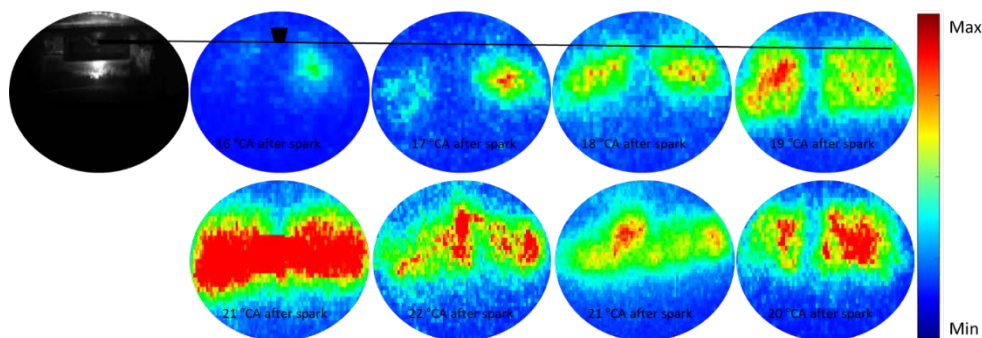 Max
16 °CA after spark
17 °CA after spark
18 °CA after spark
19 °CA after spark
21 °CA after spark
22 °CA after spark
21 °CA after spark
20 °CA after spark
Min